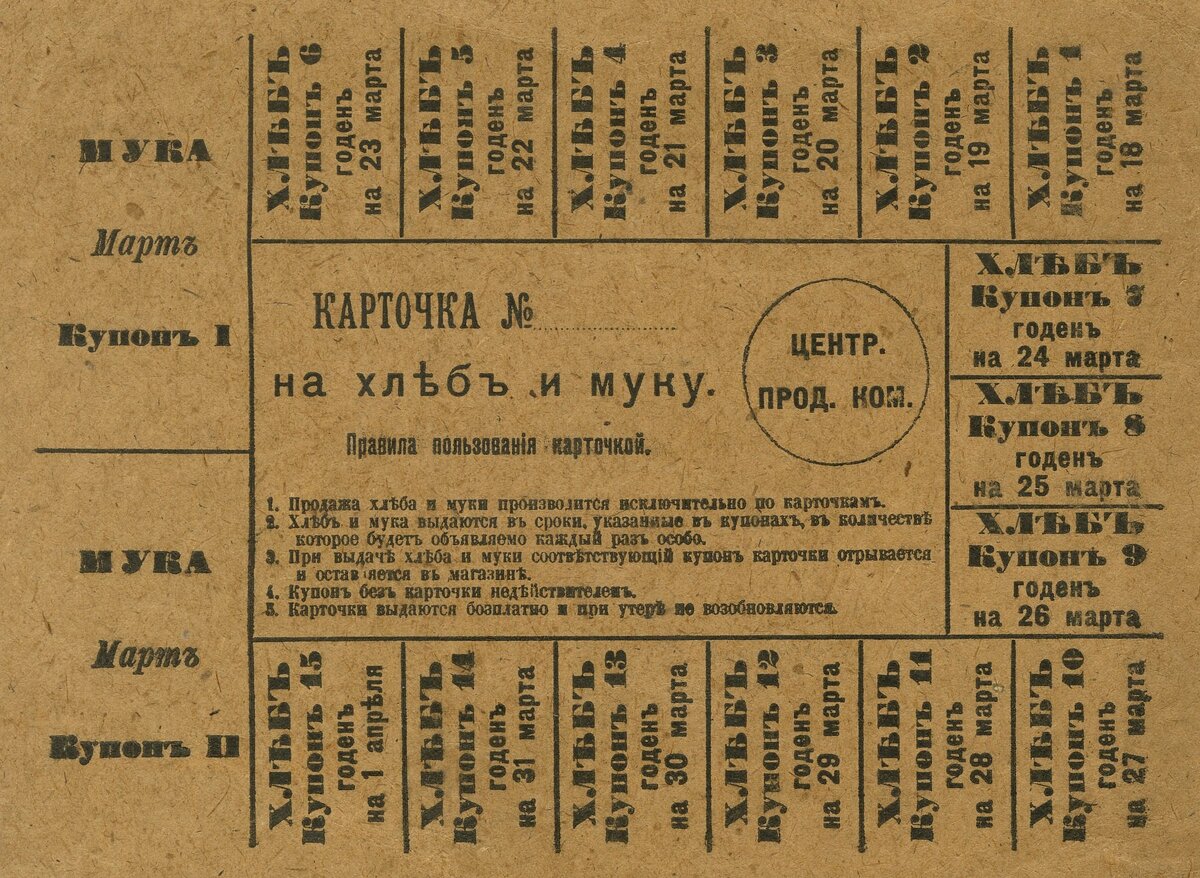 МУКА
Мартъ
Купонъ I
МУКА
Мартъ
Купонъ II
ХЛѢБЪ
Купонъ 6
годенъ
на 23 марта
ХЛѢБЪ
Купонъ 5
годенъ
на 22 марта
ХЛѢБЪ
Купонъ 4
годенъ
на 21 марта
ХЛѢБЪ
Купонъ 3
годенъ
на 20 марта
ХЛѢБЪ
Купонъ 2
годенъ
на 19 марта
ХЛѢБЪ
Купонъ 1
годенъ
на 18 марта
КАРТОЧКА №
на хлѣбъ и муку.
ЦЕНТР.
ПРОД. КОМ.
Правила пользованія карточкой.
1. Продажа хлѣба и муки производится исключительно по карточкам.
2. Хлѣбъ и мука выдаются въ сроки, указанные въ купонахъ, въ количествѣ
которое будетъ объявляемо каждый разъ особо.
3. При выдачѣ хлѣба и муки соотвѣтствующій купонъ карточки отрывается
и оставляется въ магазинѣ.
4. Купонъ безъ карточки недѣйствителенъ.
5. Карточки выдаются бозплатно и при утерѣ не возобновляются.
ХЛѢБЪ
Купонъ 7
годенъ
на 24 марта
ХЛѢБЪ
Купонъ 8
годенъ
на 25 марта
ХЛѢБЪ
Купонъ 9
годенъ
на 26 марта
ХЛѢБЪ
Купонъ 15
годенъ
на 1 апрѣля
ХЛѢБЪ
Купонъ 14
годенъ
на 31 марта
ХЛѢБЪ
Купонъ 13
годенъ
на 30 марта
ХЛѢБЪ
Купонъ 12
годенъ
на 29 марта
ХЛѢБЪ
Купонъ 11
годенъ
на 28 марта
ХЛѢБЪ
Купонъ 10
годенъ
на 27 марта